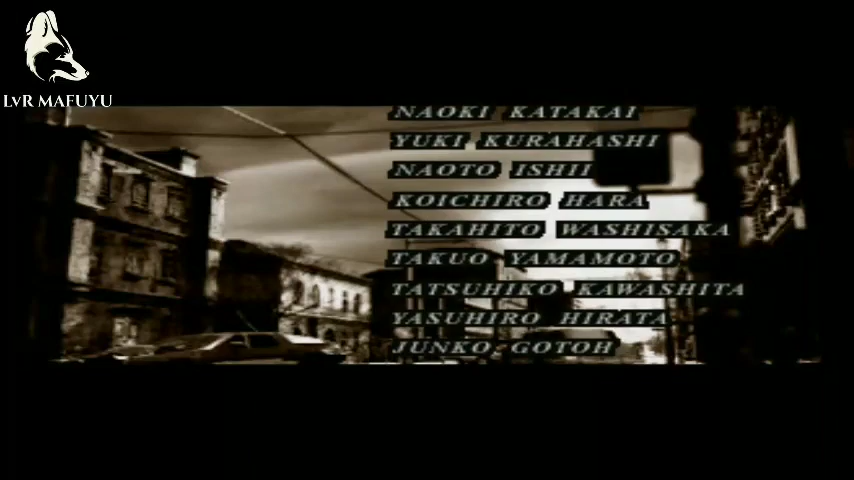 LvR MAFUYU
NAOKI KATAKAI
YUKI KURAHASHI
NAOTO ISHII
KOICHIRO HARA
TAKAHITO WASHISAKA
TAKUO YAMAMOTO
TATSUHIKO KAWASHITA
YASUHIRO HIRATA
JUNKO GOTOH